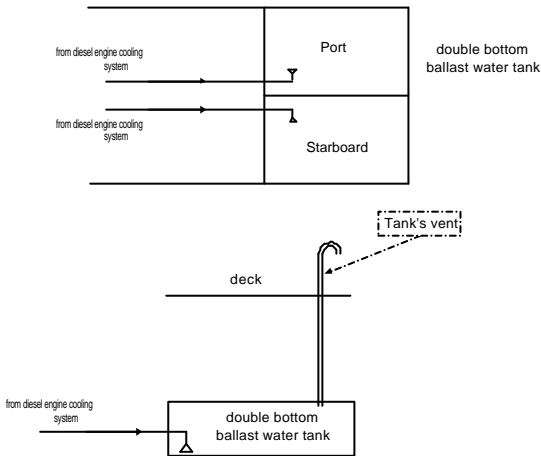 from diesel engine cooling
system
Port
double bottom
ballast water tank
from diesel engine cooling
system
Starboard
Tank's vent
deck
from diesel engine cooling
system
double bottom
ballast water tank